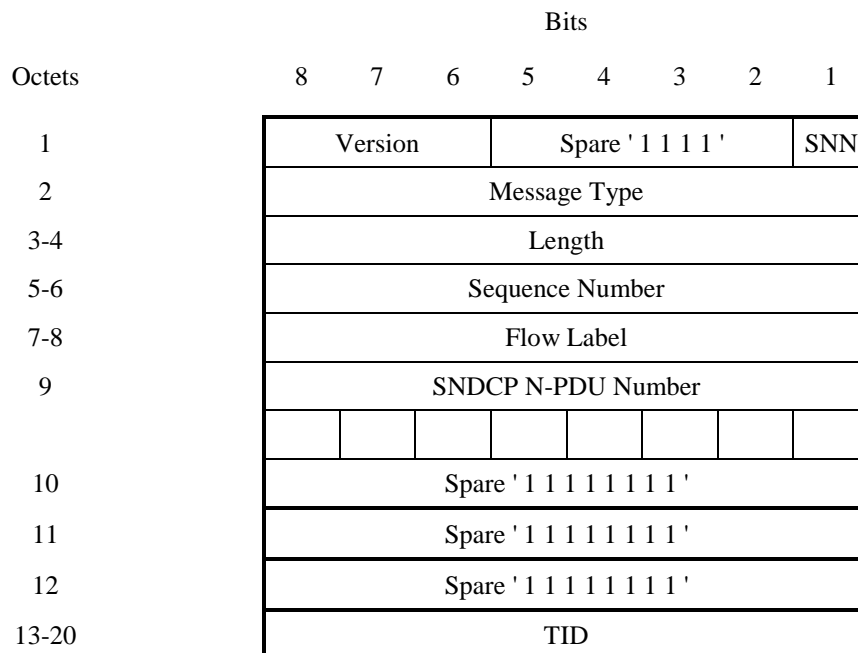 Bits
Octets 8 7 6 5 4 3 2 1
1 Version Spare ' 1 1 1 1 ' SNN
2 Message Type
3-4 Length
5-6 Sequence Number
7-8 Flow Label
9 SNDCP N-PDU Number
10 Spare ' 1 1 1 1 1 1 1 1 '
11 Spare ' 1 1 1 1 1 1 1 1 '
12 Spare ' 1 1 1 1 1 1 1 1 '
13-20 TID